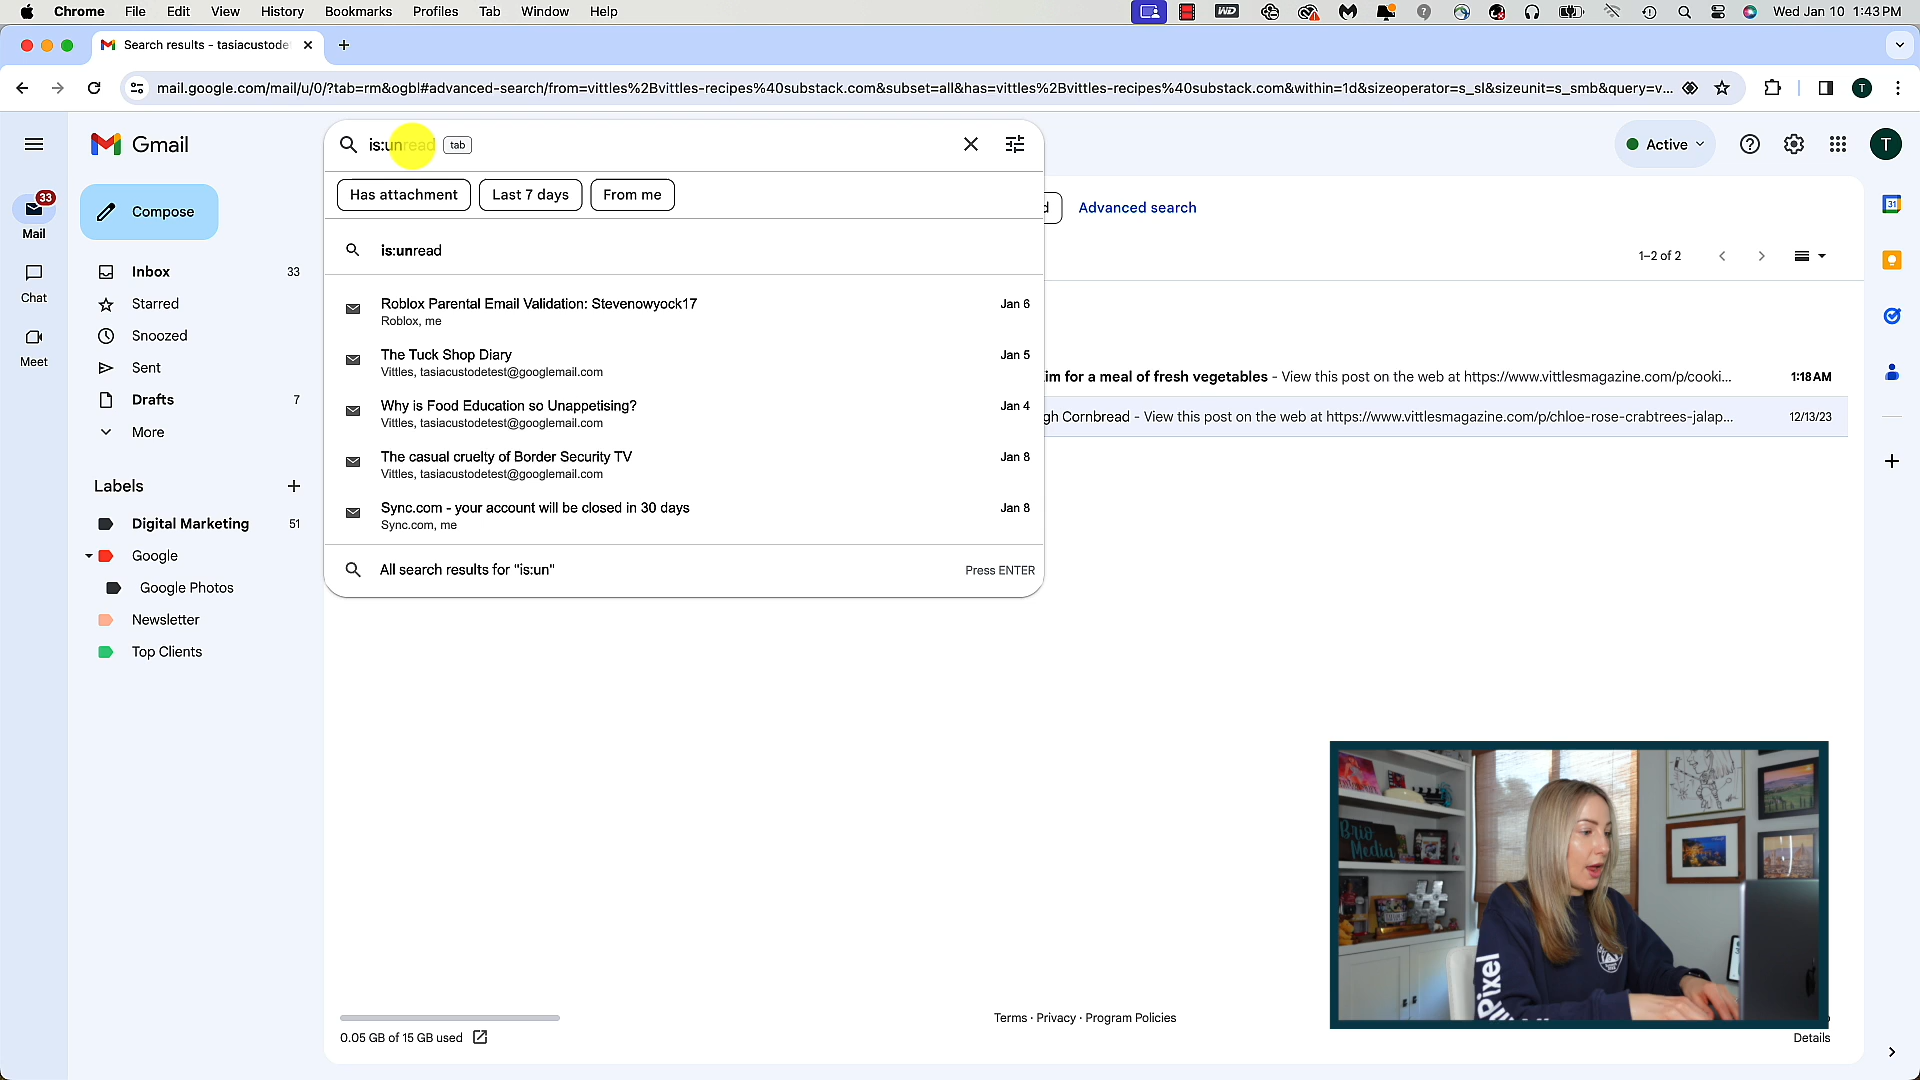 Chrome File Edit View History Bookmarks Profiles Tab Window Help
WD
Wed Jan 10 1:43 PM
Search results - tasiacustode
mail.google.com/mail/u/0/?tab=rm&ogbl#advanced-search/from=vittles%2Bvittles-recipes%40substack.com&subset=all&has=vittles%2Bvittles-recipes%40substack.com&within=1d&sizeoperator=s_sl&sizeunit=s_smb&query=v...
T
Gmail
is:unread tab
Active
T
Has attachment Last 7 days From me
d Advanced search
31
33
Mail
Compose
is:unread
1–2 of 2
Inbox 33
Chat
Starred
Roblox Parental Email Validation: Stevenowyock17 Jan 6
Roblox, me
Snoozed
Meet
The Tuck Shop Diary Jan 5
Vittles, tasiacustodetest@googlemail.com
Sent
im for a meal of fresh vegetables - View this post on the web at https://www.vittlesmagazine.com/p/cooki... 1:18 AM
Drafts 7
Why is Food Education so Unappetising? Jan 4
Vittles, tasiacustodetest@googlemail.com
gh Cornbread - View this post on the web at https://www.vittlesmagazine.com/p/chloe-rose-crabtrees-jalap... 12/13/23
More
The casual cruelty of Border Security TV Jan 8
Vittles, tasiacustodetest@googlemail.com
Labels
Sync.com - your account will be closed in 30 days Jan 8
Sync.com, me
Digital Marketing 51
Google
All search results for "is:un" Press ENTER
Google Photos
Newsletter
Top Clients
Brio
Media
Pixel
Terms · Privacy · Program Policies
0.05 GB of 15 GB used
Details